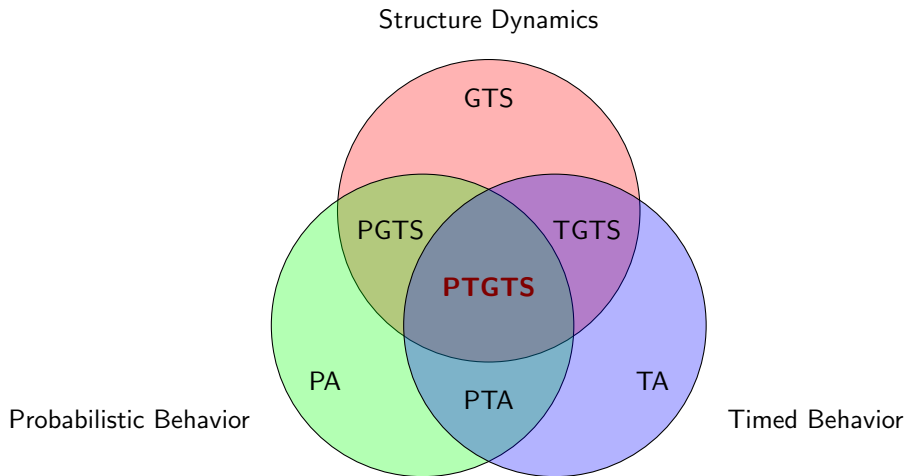 Structure Dynamics
GTS
PGTS
TGTS
PTGTS
PA
TA
PTA
Probabilistic Behavior
Timed Behavior